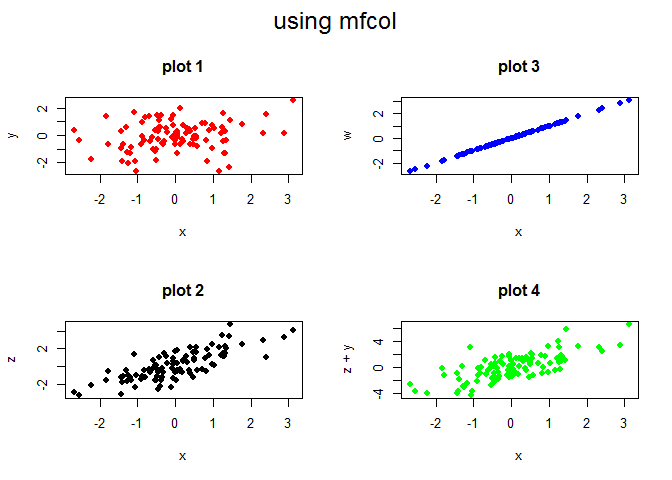 using mfcol
plot 1
2
0
-2
y
-2 -1 0 1 2 3
x
plot 3
2
0
-2
w
-2 -1 0 1 2 3
x
plot 2
2
-2
z
-2 -1 0 1 2 3
x
plot 4
4
0
-4
z + y
-2 -1 0 1 2 3
x